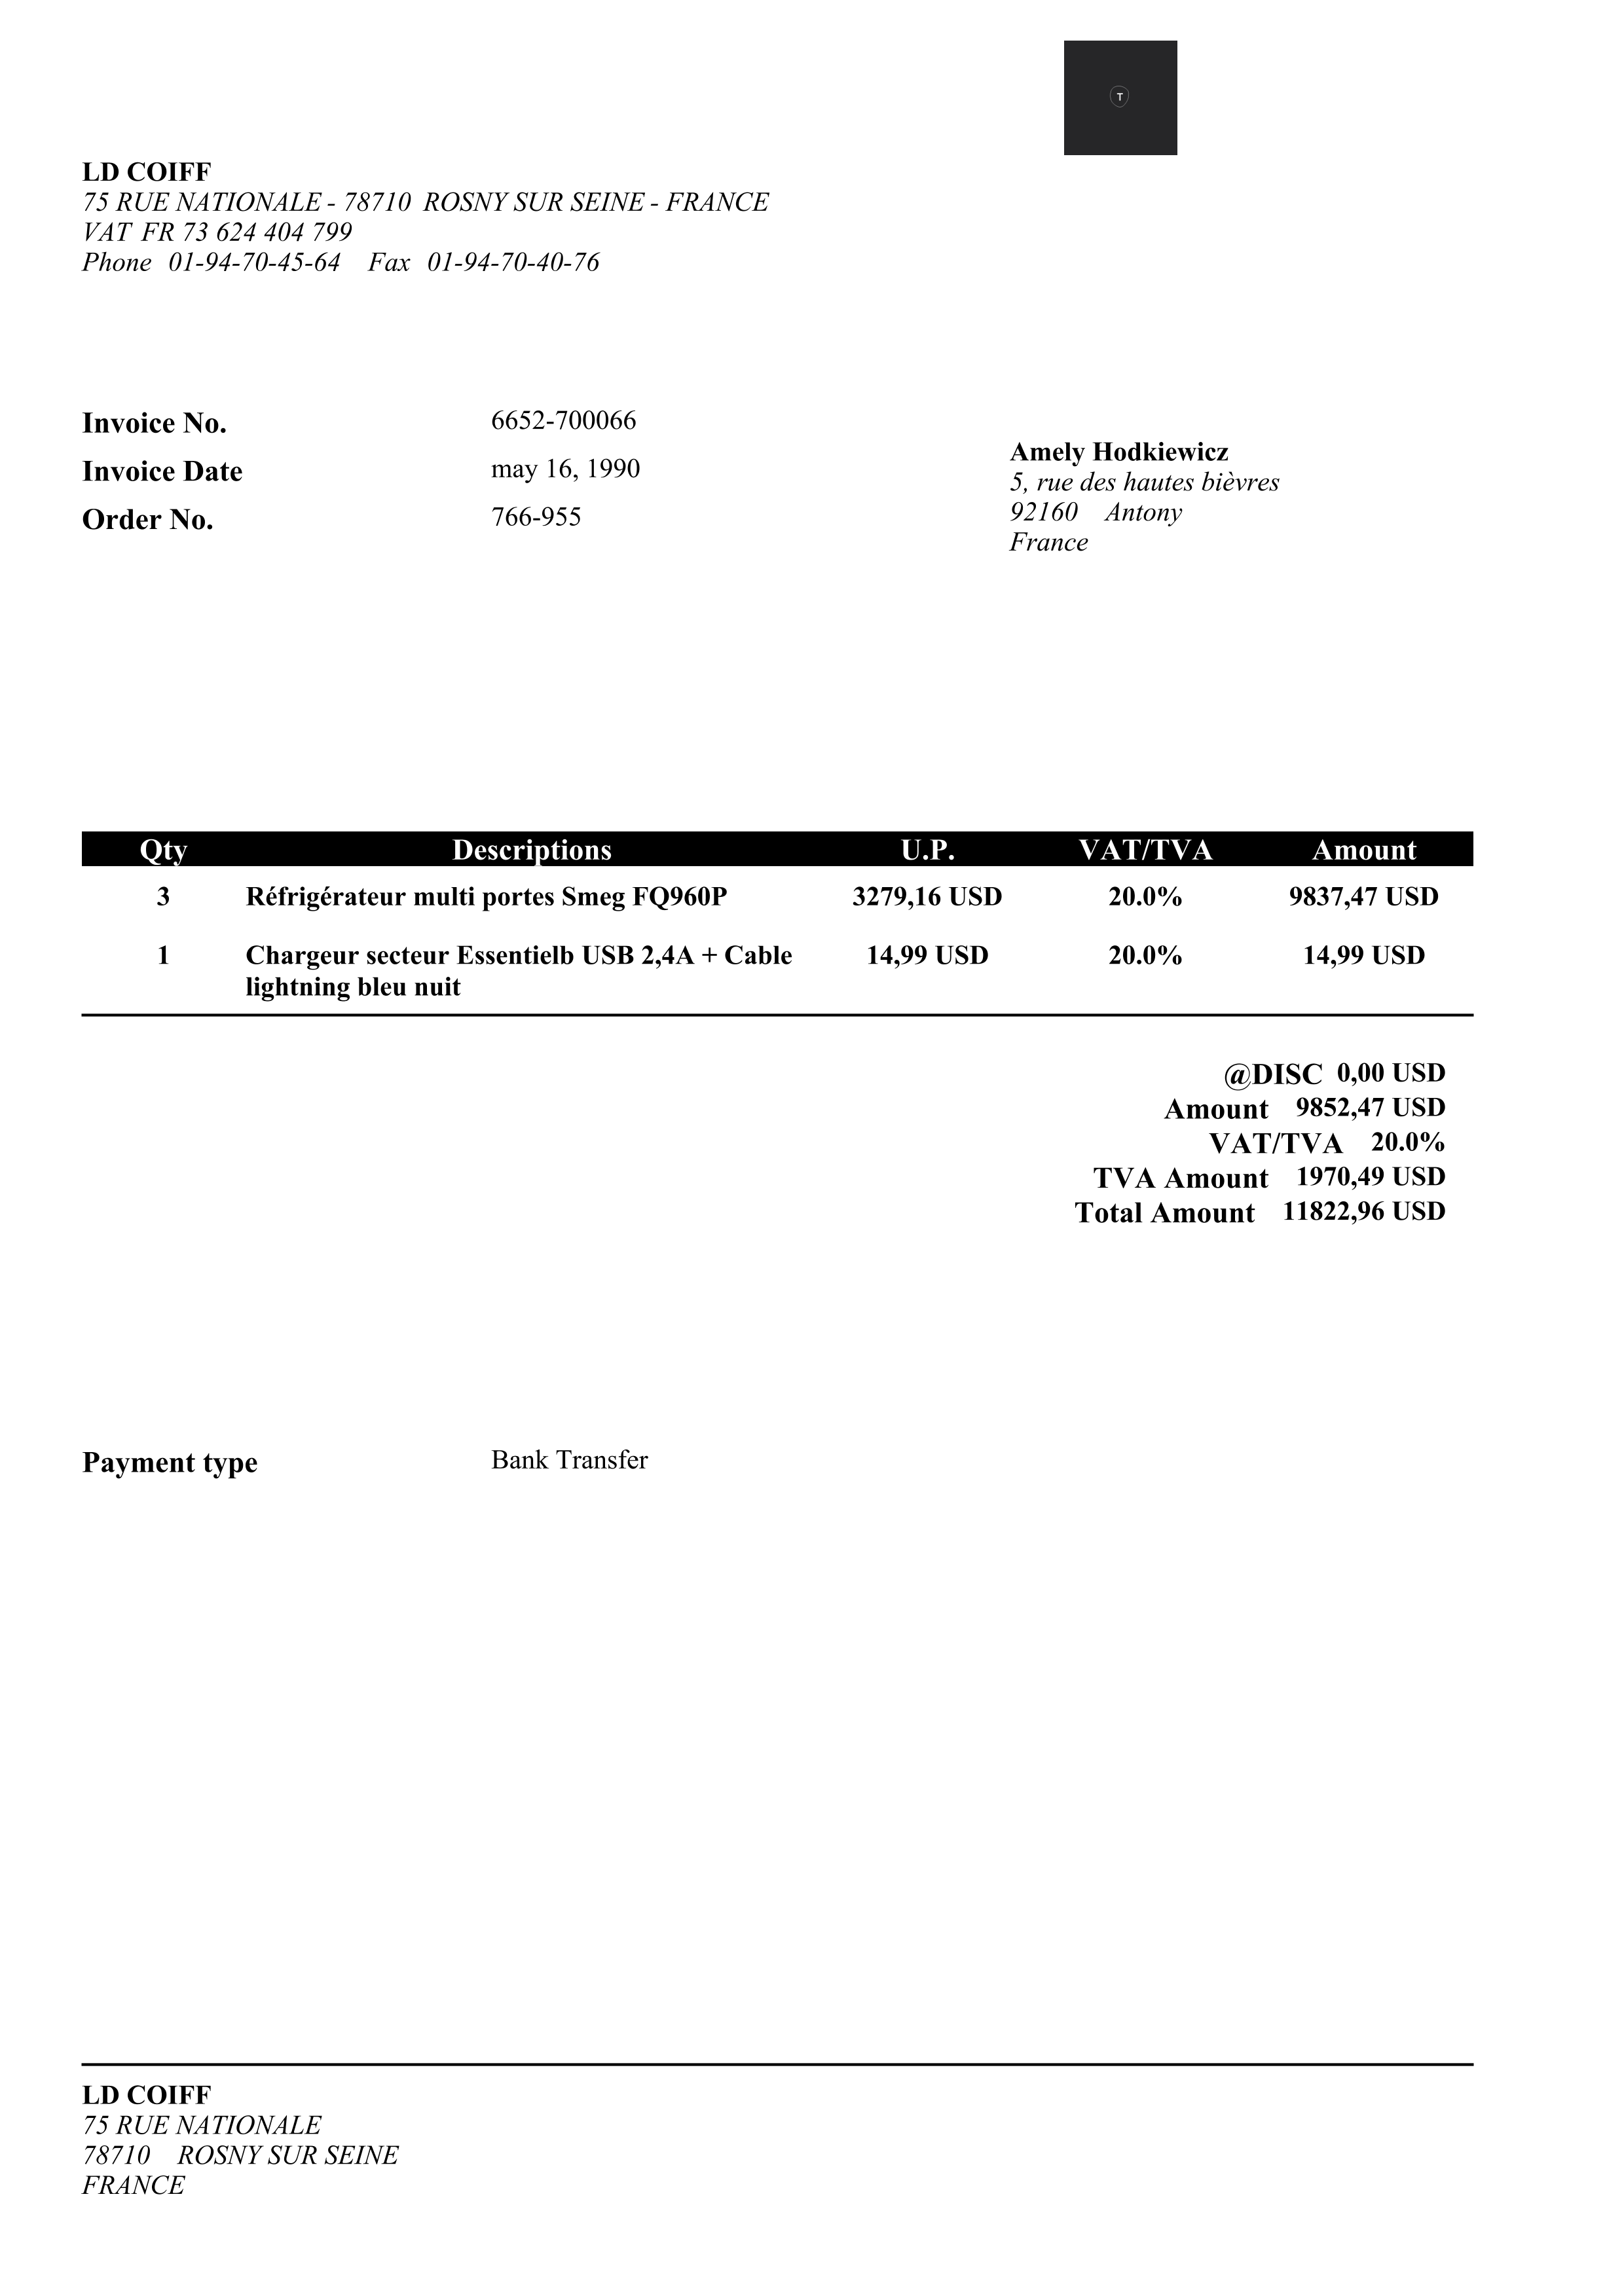 T
LD COIFF
75 RUE NATIONALE - 78710 ROSNY SUR SEINE - FRANCE
VAT FR 73 624 404 799
Phone 01-94-70-45-64 Fax 01-94-70-40-76
Invoice No. 6652-700066
Invoice Date may 16, 1990
Order No. 766-955
Amely Hodkiewicz
5, rue des hautes bièvres
92160 Antony
France
Qty Descriptions U.P. VAT/TVA Amount
3 Réfrigérateur multi portes Smeg FQ960P 3279,16 USD 20.0% 9837,47 USD
1 Chargeur secteur Essentielb USB 2,4A + Cable 14,99 USD 20.0% 14,99 USD
lightning bleu nuit
@DISC 0,00 USD
Amount 9852,47 USD
VAT/TVA 20.0%
TVA Amount 1970,49 USD
Total Amount 11822,96 USD
Payment type Bank Transfer
LD COIFF
75 RUE NATIONALE
78710 ROSNY SUR SEINE
FRANCE